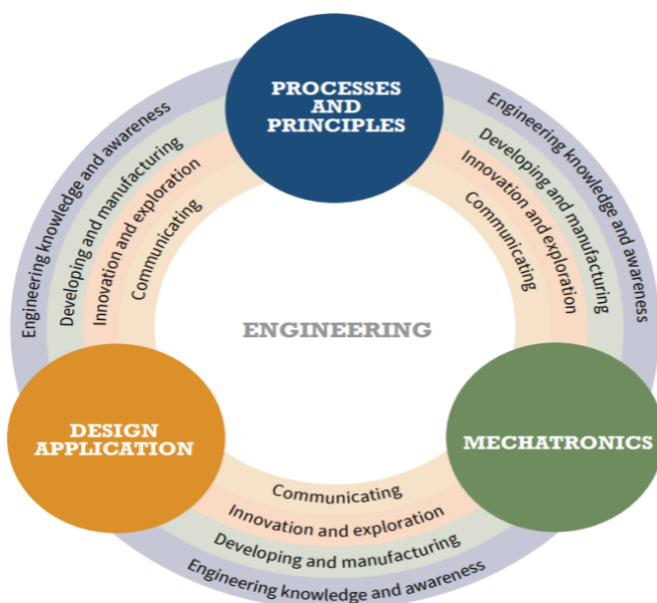 PROCESSES
AND
PRINCIPLES
Engineering knowledge and awareness
Developing and manufacturing
Innovation and exploration
Communicating
Engineering knowledge and awareness
Developing and manufacturing
Innovation and exploration
Communicating
ENGINEERING
DESIGN
APPLICATION
MECHATRONICS
Communicating
Innovation and exploration
Developing and manufacturing
Engineering knowledge and awareness